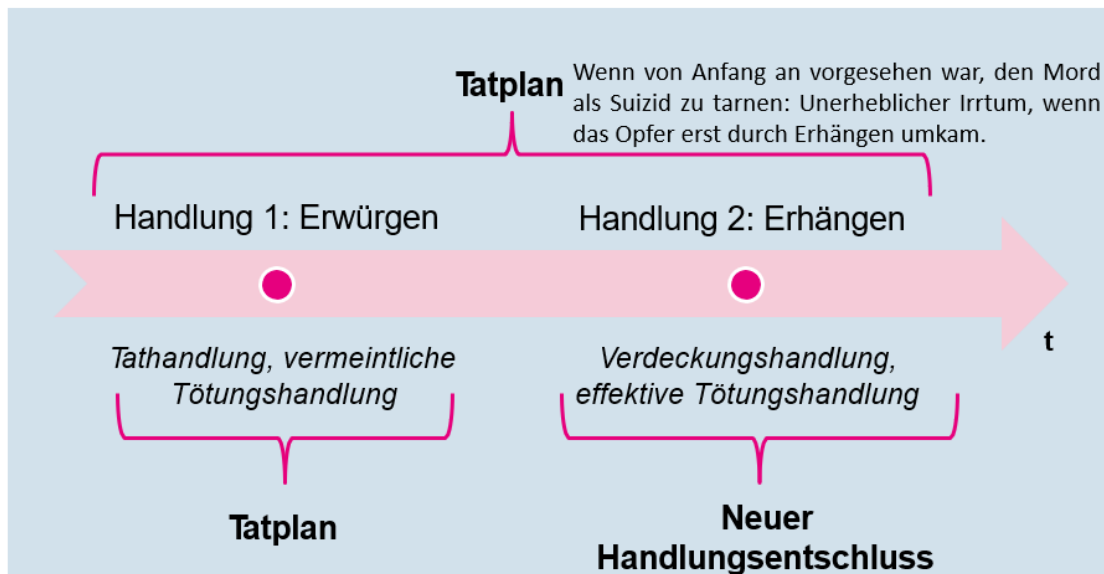 Tatplan
Wenn von Anfang an vorgesehen war, den Mord
als Suizid zu tarnen: Unerheblicher Irrtum, wenn
das Opfer erst durch Erhängen umkam.
Handlung 1: Erwürgen
Handlung 2: Erhängen
t
Tathandlung, vermeintliche
Tötungshandlung
Verdeckungshandlung,
effektive Tötungshandlung
Tatplan
Neuer
Handlungsentschluss